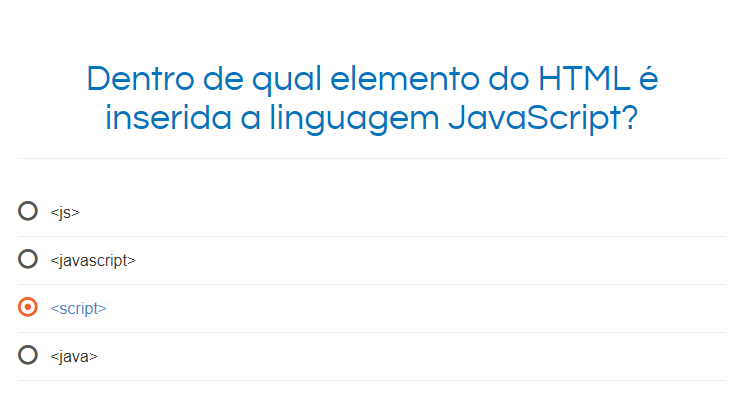 Dentro de qual elemento do HTML é
inserida a linguagem JavaScript?
<js>
<javascript>
<script>
<java>